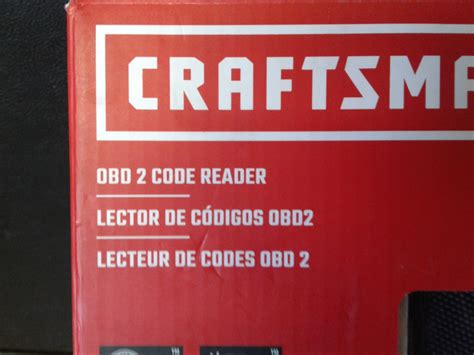 CRAFTSMA
OBD 2 CODE READER
LECTOR DE CÓDIGOS OBD2
LECTEUR DE CODES OBD 2